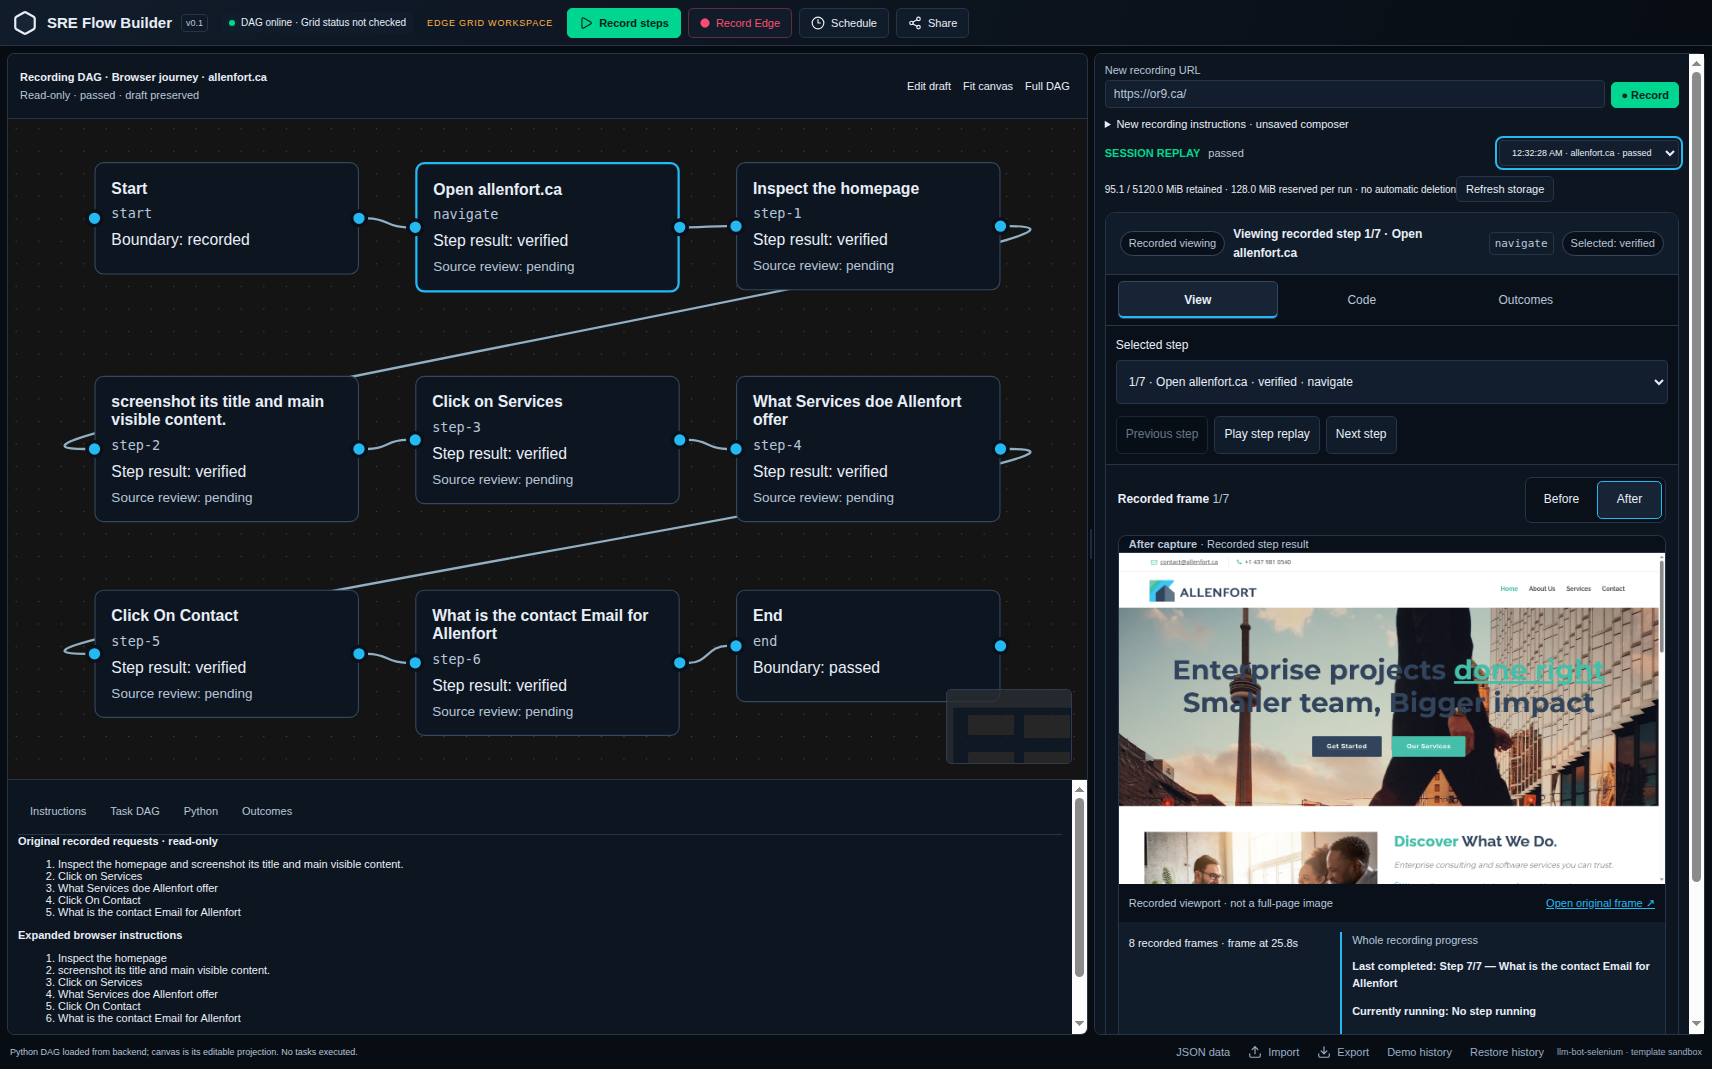 SRE Flow Builder
v0.1
DAG online · Grid status not checked
EDGE GRID WORKSPACE
Record steps
Record Edge
Schedule
Share
Recording DAG · Browser journey · allenfort.ca
Read-only · passed · draft preserved
Edit draft
Fit canvas
Full DAG
Start
start
Boundary: recorded
Open allenfort.ca
navigate
Step result: verified
Source review: pending
Inspect the homepage
step-1
Step result: verified
Source review: pending
screenshot its title and main
visible content.
step-2
Step result: verified
Source review: pending
Click on Services
step-3
Step result: verified
Source review: pending
What Services doe Allenfort
offer
step-4
Step result: verified
Source review: pending
Click On Contact
step-5
Step result: verified
Source review: pending
What is the contact Email for
Allenfort
step-6
Step result: verified
Source review: pending
End
end
Boundary: passed
Instructions
Task DAG
Python
Outcomes
Original recorded requests · read-only
1. Inspect the homepage and screenshot its title and main visible content.
2. Click on Services
3. What Services doe Allenfort offer
4. Click On Contact
5. What is the contact Email for Allenfort
Expanded browser instructions
1. Inspect the homepage
2. screenshot its title and main visible content.
3. Click on Services
4. What Services doe Allenfort offer
5. Click On Contact
6. What is the contact Email for Allenfort
New recording URL
https://or9.ca/
● Record
▶ New recording instructions · unsaved composer
SESSION REPLAY passed
12:32:28 AM · allenfort.ca · passed
95.1 / 5120.0 MiB retained · 128.0 MiB reserved per run · no automatic deletion
Refresh storage
Recorded viewing
Viewing recorded step 1/7 · Open
allenfort.ca
navigate
Selected: verified
View
Code
Outcomes
Selected step
1/7 · Open allenfort.ca · verified · navigate
Previous step
Play step replay
Next step
Recorded frame 1/7
Before
After
After capture · Recorded step result
contact@allenfort.ca
+1 437 981 0540
ALLENFORT
Home
About Us
Services
Contact
Enterprise projects done right
Smaller team, Bigger impact
Get Started
Our Services
Discover What We Do.
Enterprise consulting and software services you can trust.
Recorded viewport · not a full-page image
Open original frame ↗
8 recorded frames · frame at 25.8s
Whole recording progress
Last completed: Step 7/7 — What is the contact Email for
Allenfort
Currently running: No step running
Python DAG loaded from backend; canvas is its editable projection. No tasks executed.
JSON data
Import
Export
Demo history
Restore history
llm-bot-selenium · template sandbox